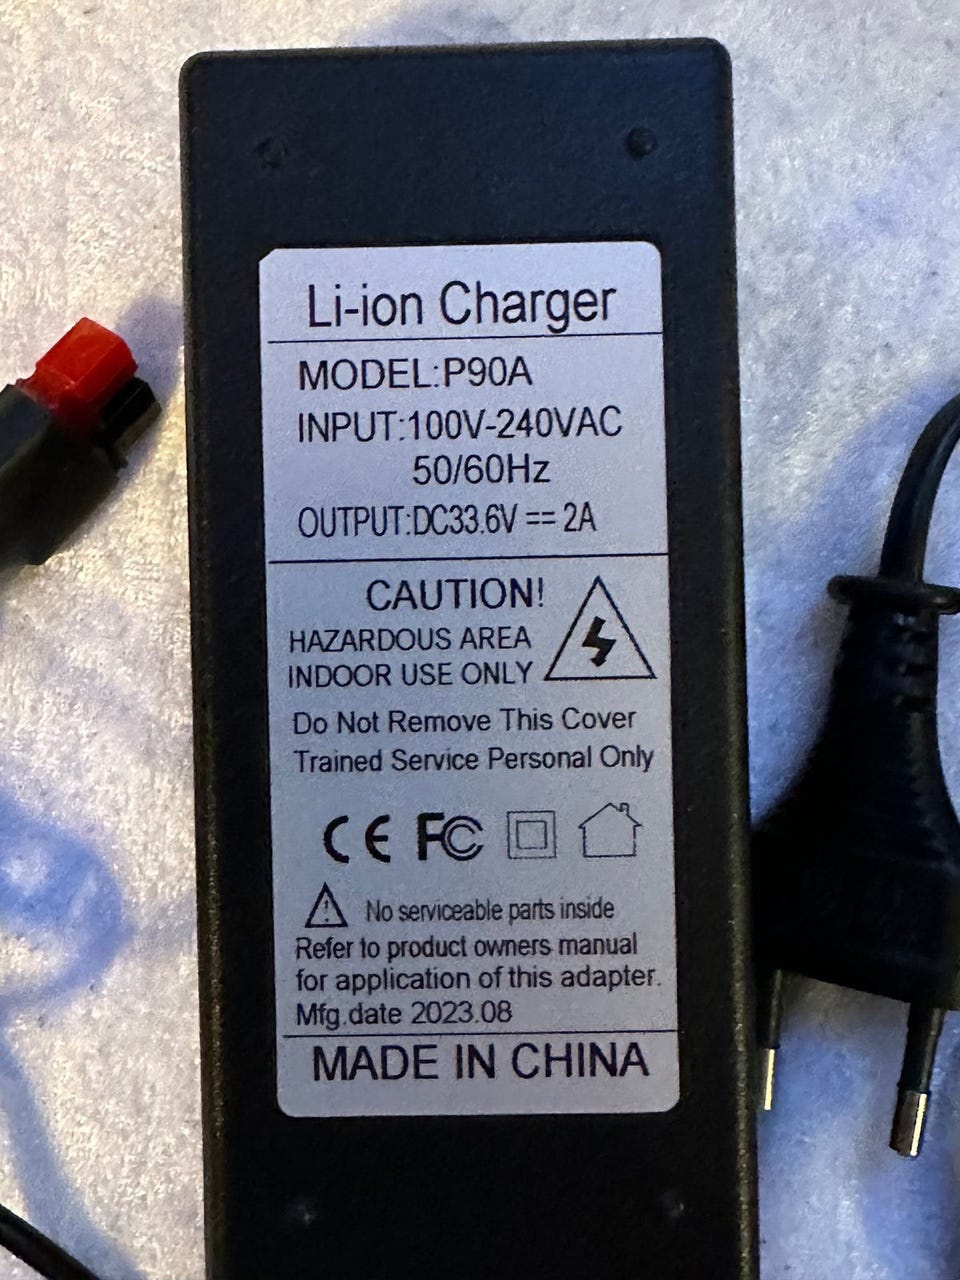 Li-ion Charger
MODEL:P90A
INPUT:100V-240VAC
50/60Hz
OUTPUT:DC33.6V ⎓ 2A
CAUTION!
HAZARDOUS AREA
INDOOR USE ONLY
Do Not Remove This Cover
Trained Service Personal Only
CE FC
No serviceable parts inside
Refer to product owners manual
for application of this adapter.
Mfg.date 2023.08
MADE IN CHINA